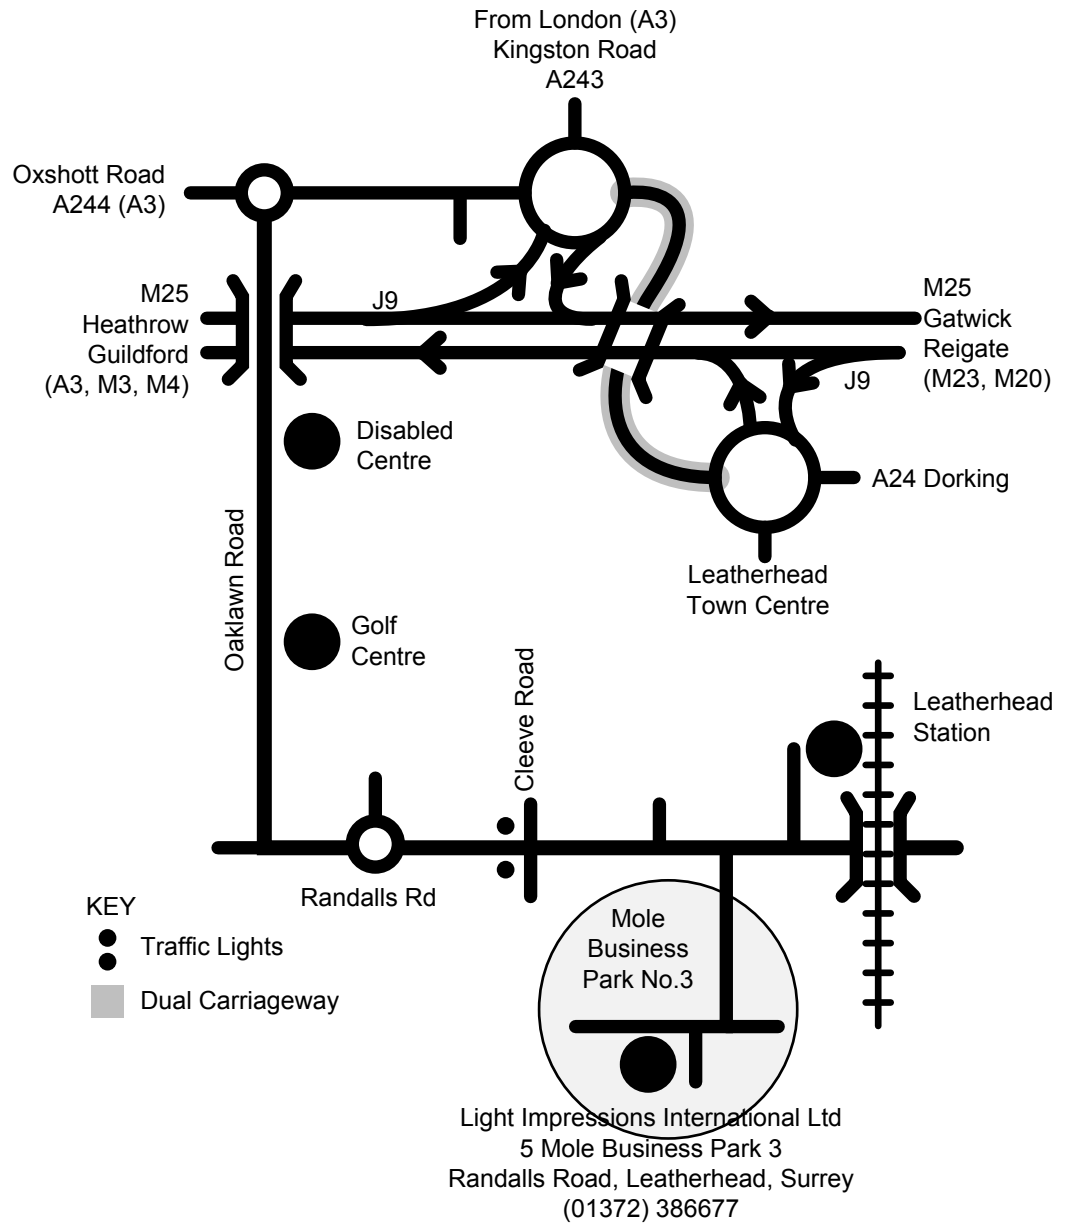 From London (A3)
Kingston Road
A243
Oxshott Road
A244 (A3)
M25
Heathrow
Guildford
(A3, M3, M4)
J9
M25
Gatwick
Reigate
(M23, M20)
J9
Disabled
Centre
A24 Dorking
Leatherhead
Town Centre
Oaklawn Road
Golf
Centre
Cleeve Road
Leatherhead
Station
Randalls Rd
KEY
Traffic Lights
Dual Carriageway
Mole
Business
Park No.3
Light Impressions International Ltd
5 Mole Business Park 3
Randalls Road, Leatherhead, Surrey
(01372) 386677